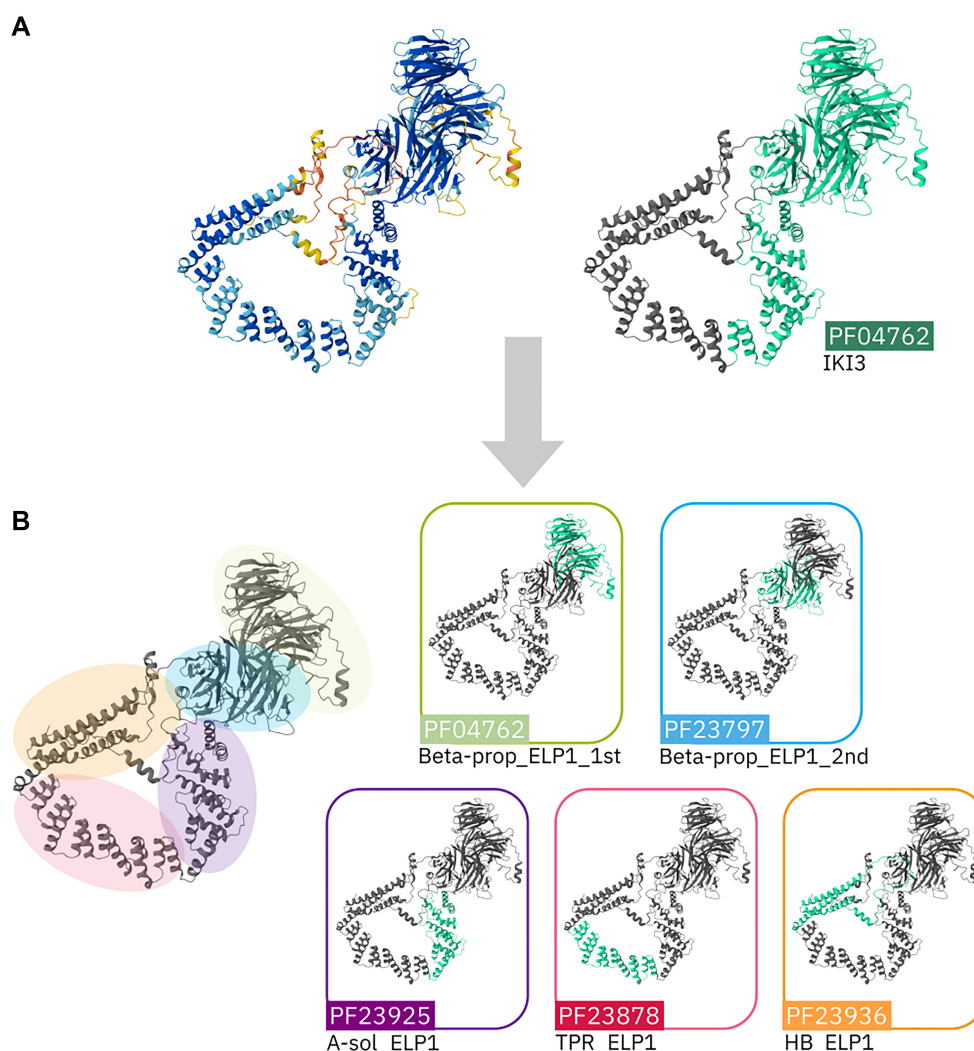 A
PF04762
IKI3
B
PF04762
Beta-prop_ELP1_1st
PF23797
Beta-prop_ELP1_2nd
PF23925
A-sol ELP1
PF23878
TPR ELP1
PF23936
HB ELP1